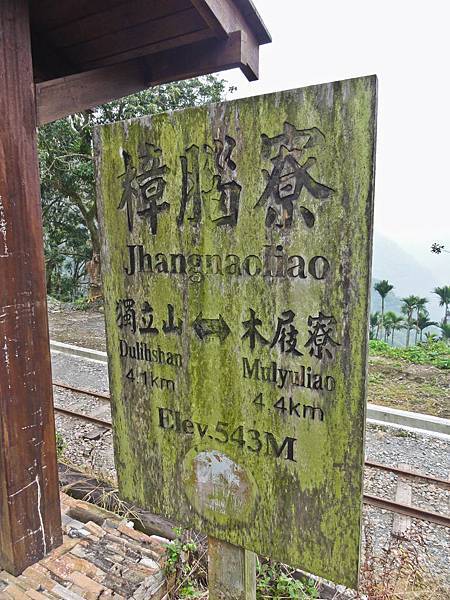 樟腦寮
Jhangnaoliao
獨立山 ↔ 木屐寮
Dulihshan Mulyuliao
4.1km 4.4km
Elev.543M